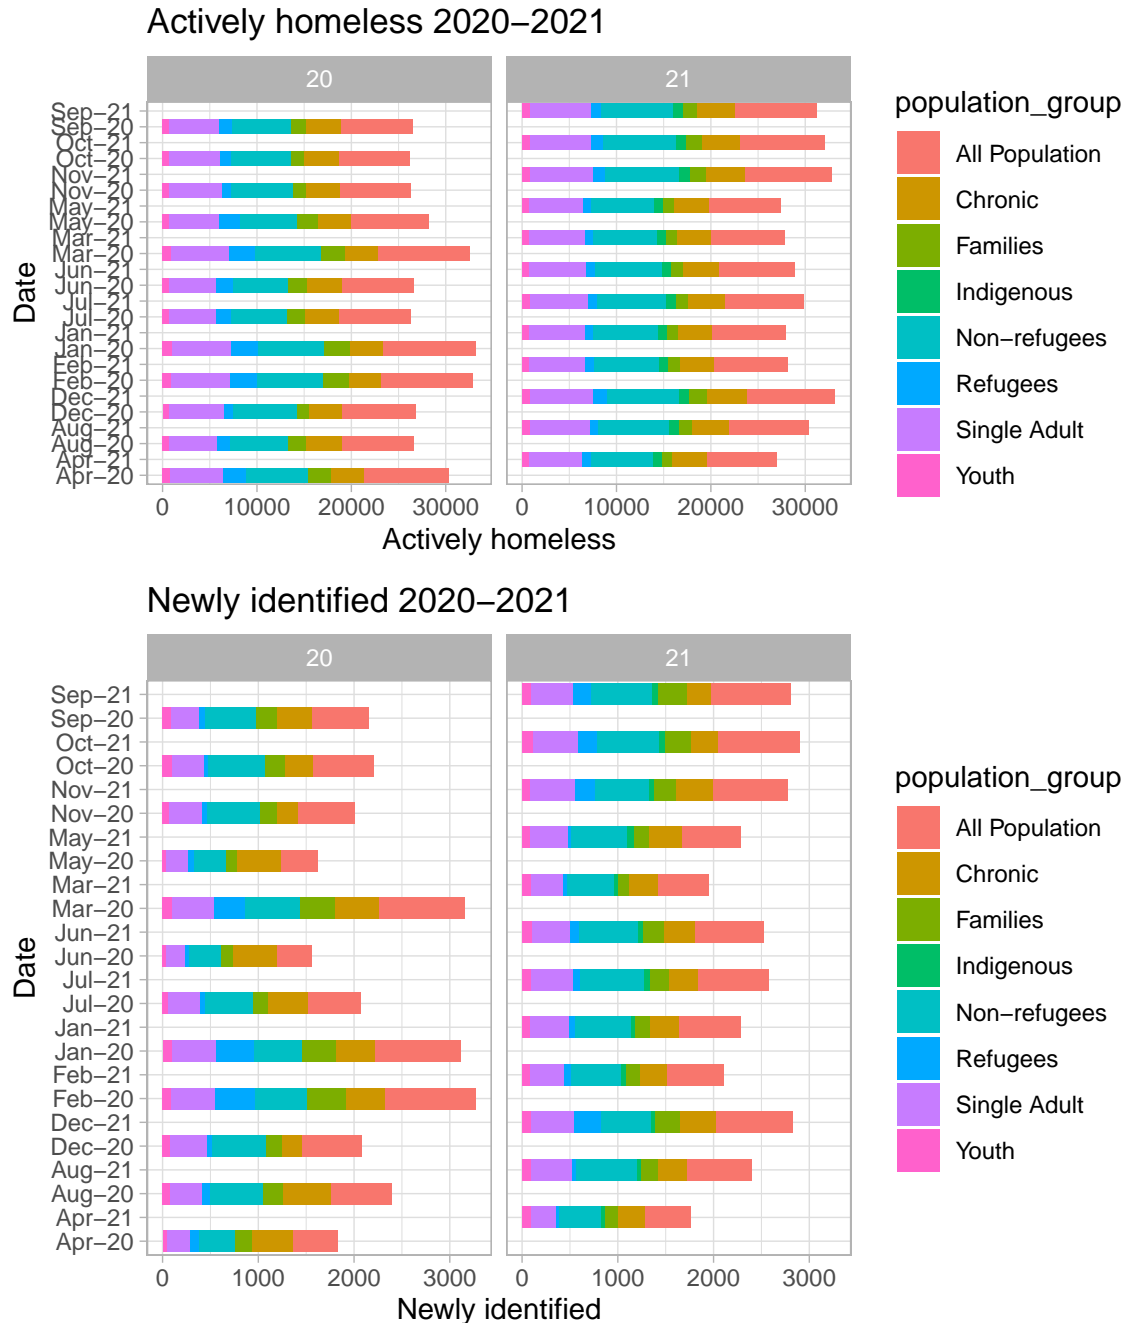 Actively homeless 2020−2021
20
21
Sep−21
Sep−20
Oct−21
Oct−20
Nov−21
Nov−20
May−21
May−20
Mar−21
Mar−20
Jun−21
Jun−20
Jul−21
Jul−20
Jan−21
Jan−20
Feb−21
Feb−20
Dec−21
Dec−20
Aug−21
Aug−20
Apr−21
Apr−20
Date
0
10000
20000
30000
0
10000
20000
30000
Actively homeless
population_group
All Population
Chronic
Families
Indigenous
Non−refugees
Refugees
Single Adult
Youth
Newly identified 2020−2021
20
21
Sep−21
Sep−20
Oct−21
Oct−20
Nov−21
Nov−20
May−21
May−20
Mar−21
Mar−20
Jun−21
Jun−20
Jul−21
Jul−20
Jan−21
Jan−20
Feb−21
Feb−20
Dec−21
Dec−20
Aug−21
Aug−20
Apr−21
Apr−20
Date
0
1000
2000
3000
0
1000
2000
3000
Newly identified
population_group
All Population
Chronic
Families
Indigenous
Non−refugees
Refugees
Single Adult
Youth